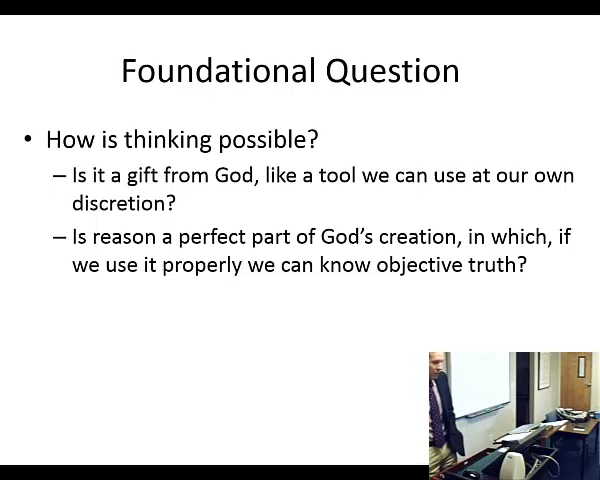 Foundational Question
• How is thinking possible?
– Is it a gift from God, like a tool we can use at our own
discretion?
– Is reason a perfect part of God's creation, in which, if
we use it properly we can know objective truth?